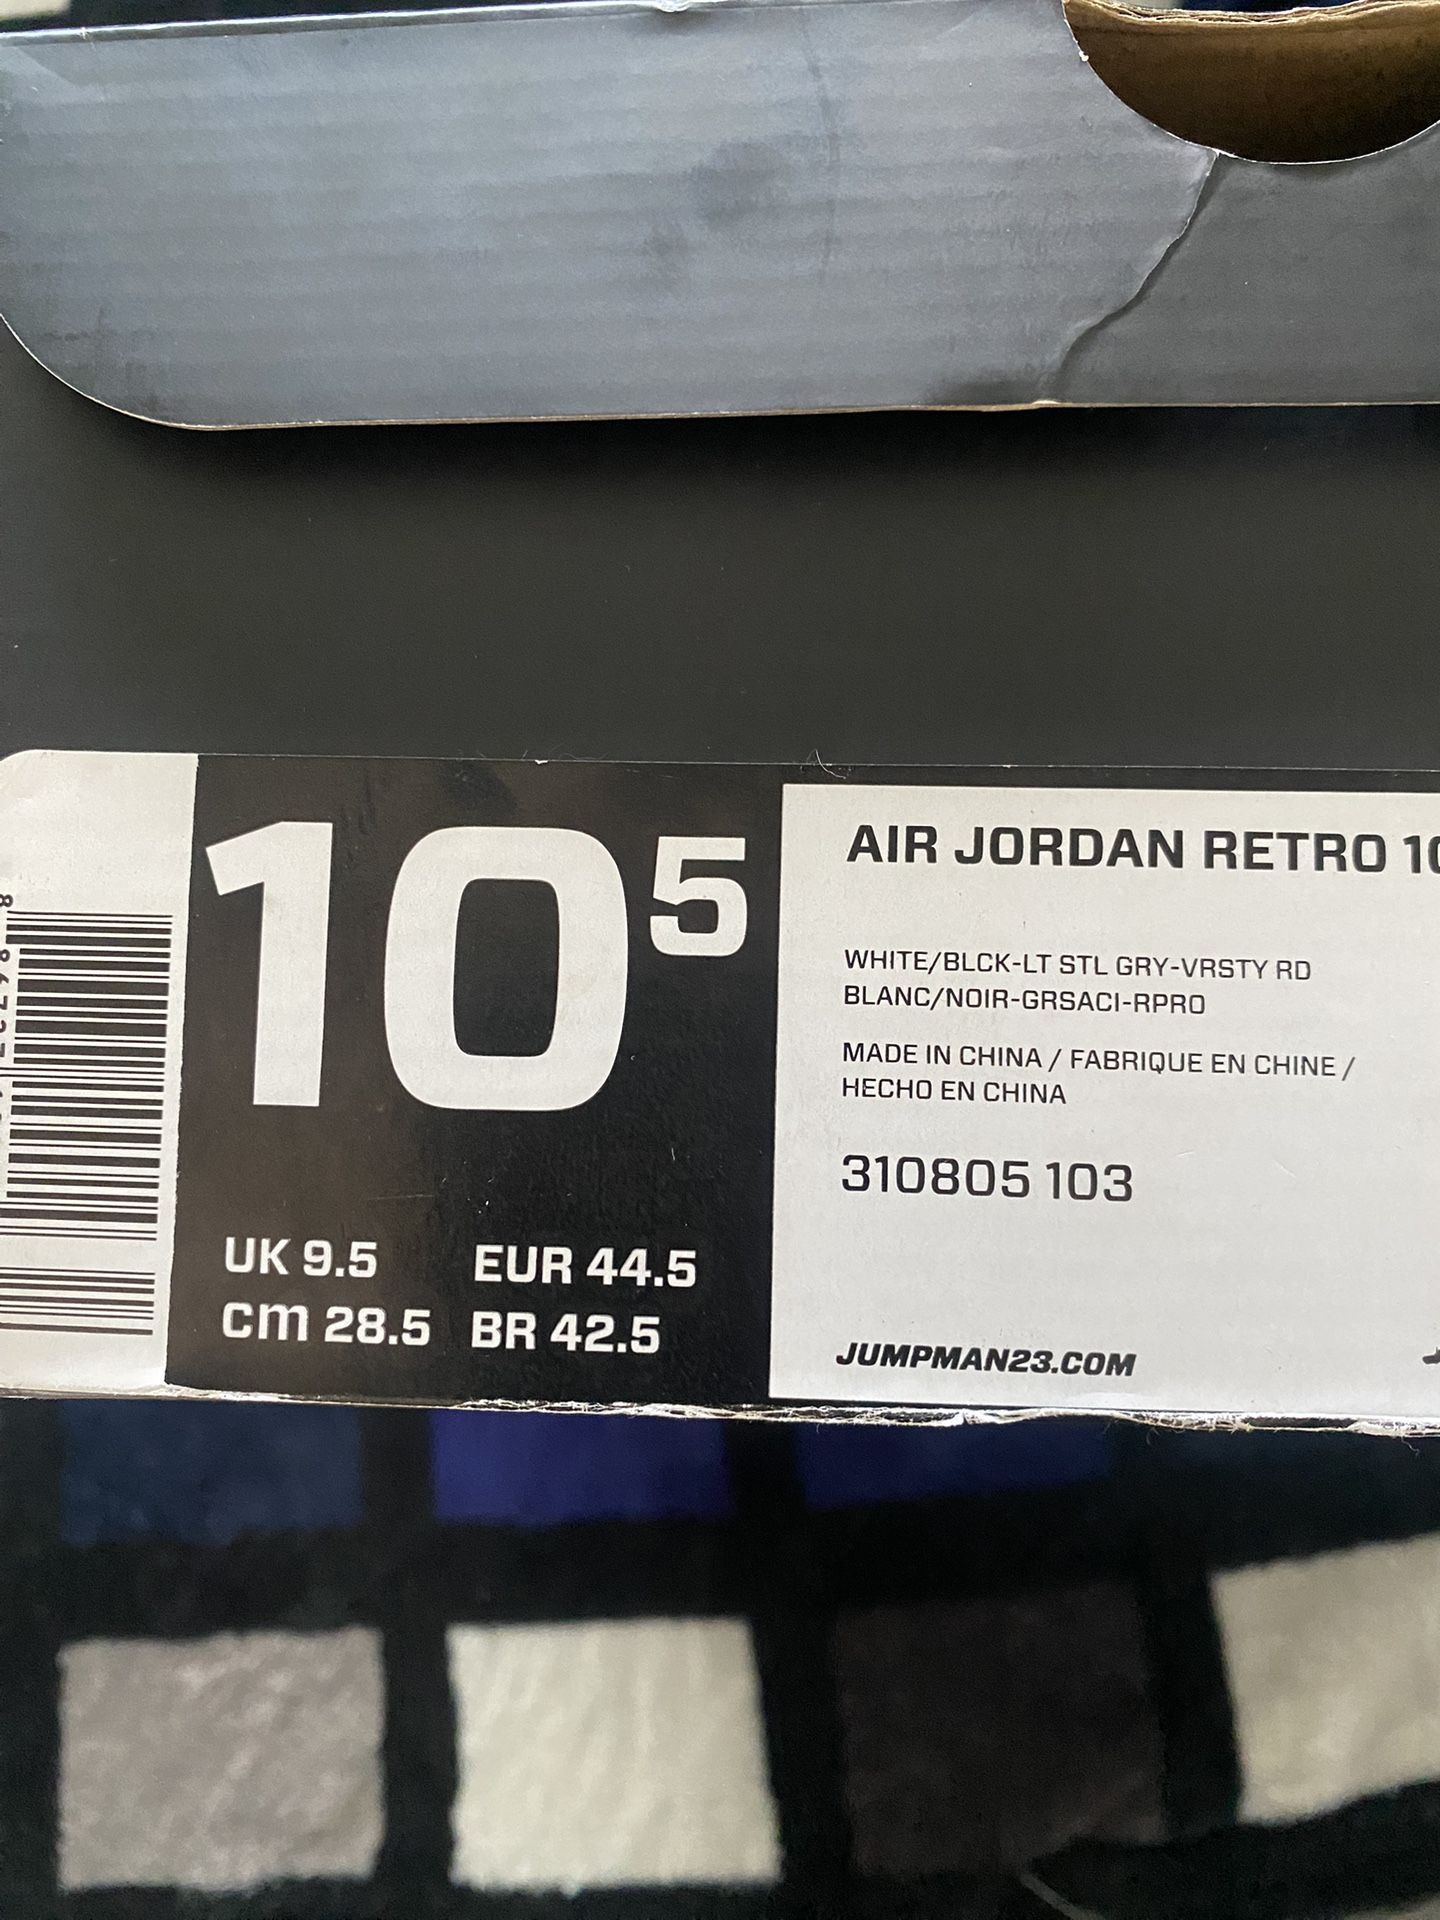 10 5
UK 9.5 EUR 44.5
cm 28.5 BR 42.5
AIR JORDAN RETRO 10
WHITE/BLCK-LT STL GRY-VRSTY RD
BLANC/NOIR-GRSACI-RPRO
MADE IN CHINA / FABRIQUE EN CHINE /
HECHO EN CHINA
310805 103
JUMPMAN23.COM